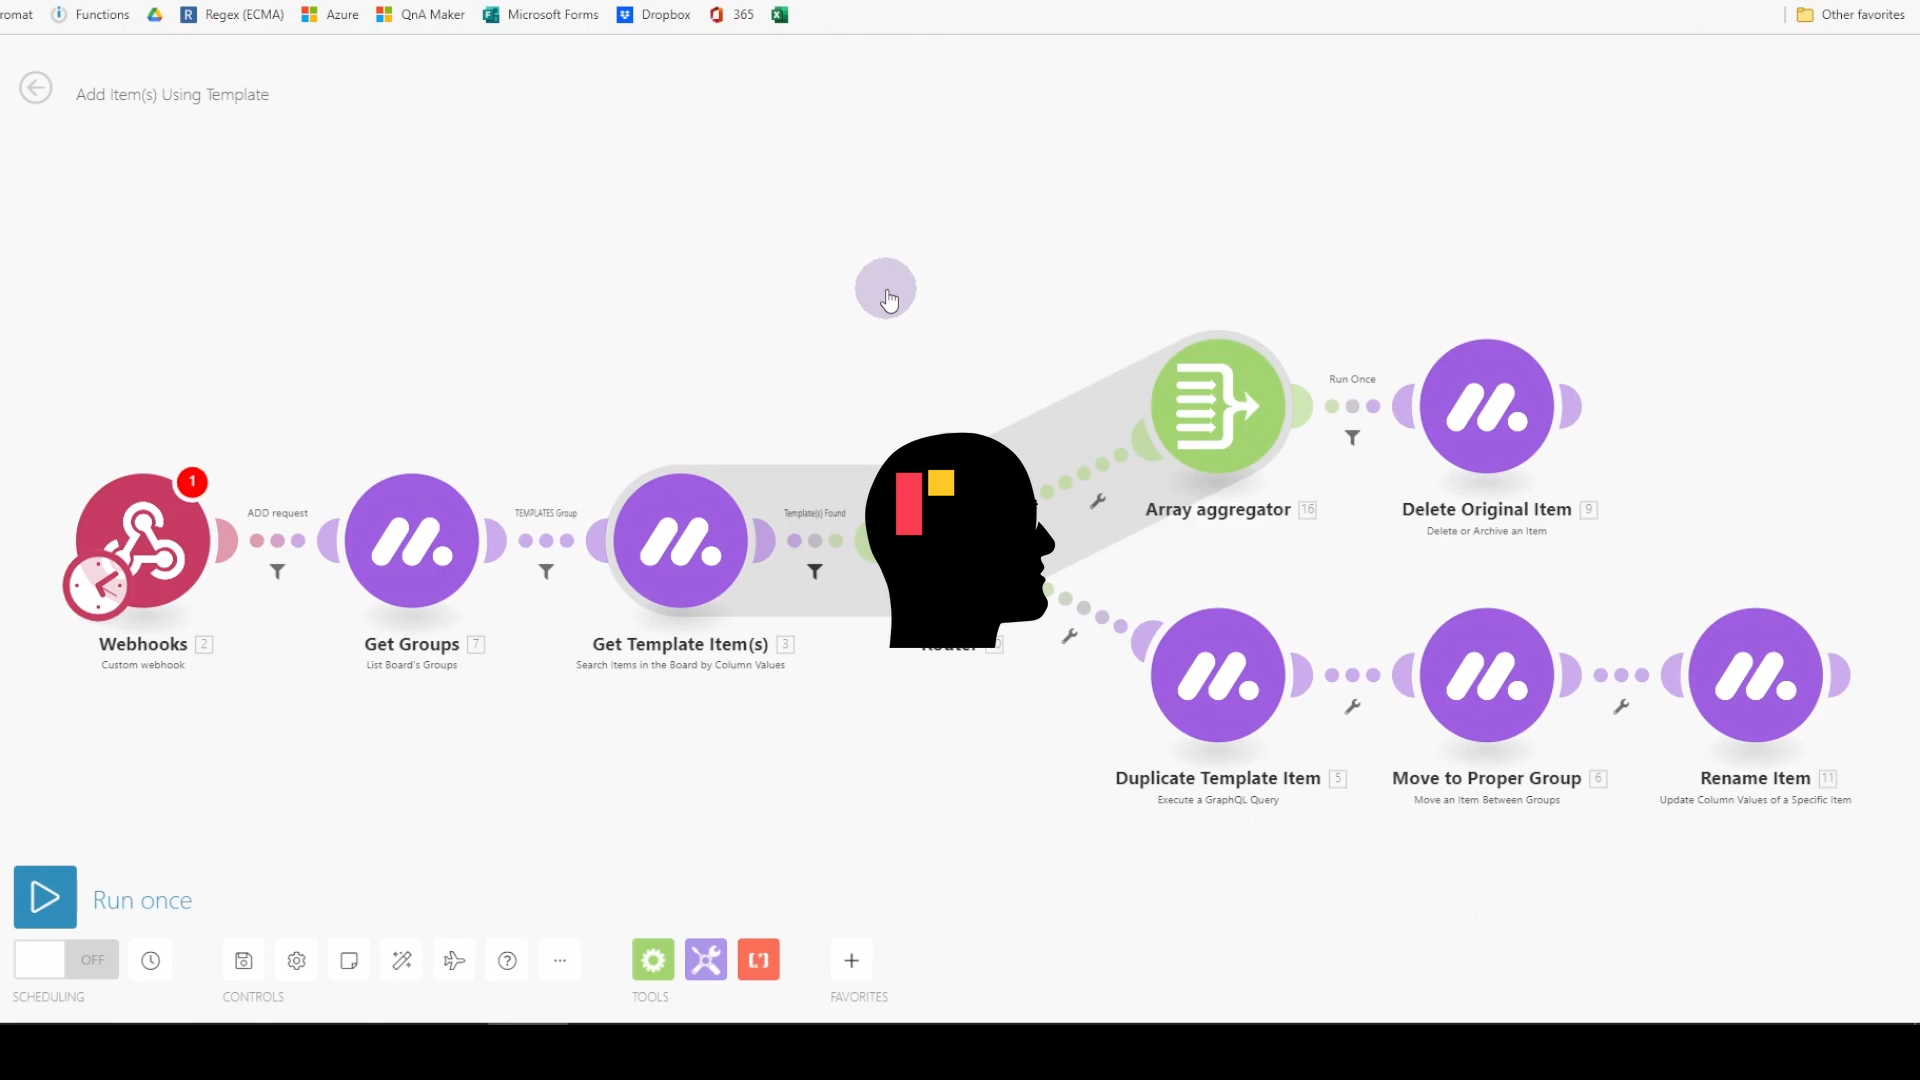 romat Functions Regex (ECMA) Azure QnA Maker Microsoft Forms Dropbox 365 Other favorites
Add Item(s) Using Template
Run Once
Array aggregator 16
Delete Original Item 9
Delete or Archive an Item
1
ADD request
TEMPLATES Group
Template(s) Found
Webhooks 2
Custom webhook
Get Groups 7
List Board's Groups
Get Template Item(s) 3
Search Items in the Board by Column Values
Duplicate Template Item 5
Execute a GraphQL Query
Move to Proper Group 6
Move an Item Between Groups
Rename Item 11
Update Column Values of a Specific Item
Run once
OFF
SCHEDULING
CONTROLS
TOOLS
FAVORITES